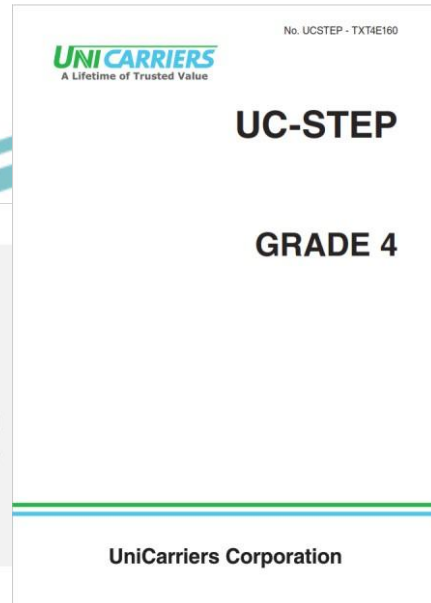 No. UCSTEP - TXT4E160
UNICARRIERS
A Lifetime of Trusted Value
UC-STEP
GRADE 4
UniCarriers Corporation